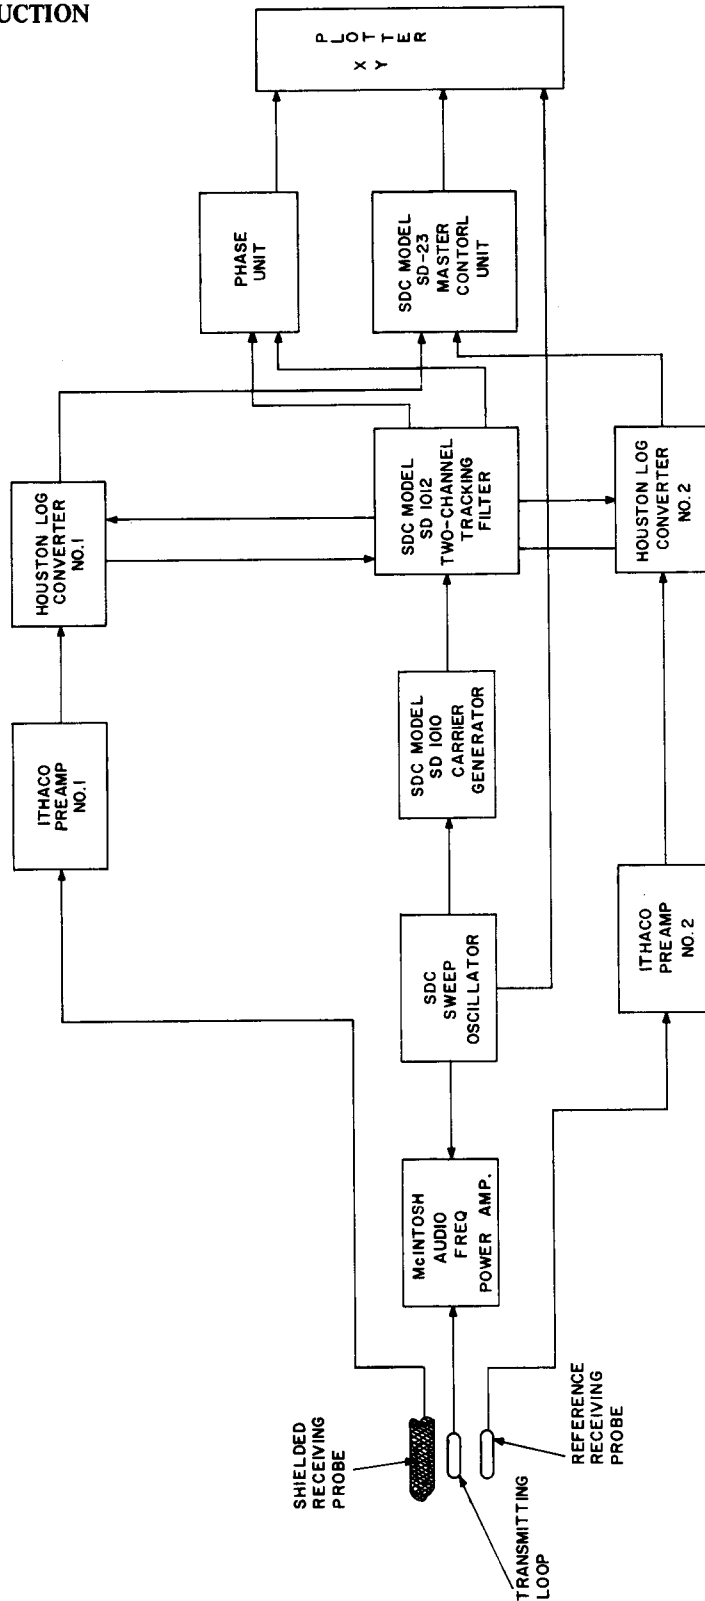 UCTION
SHIELDED
RECEIVING
PROBE
TRANSMITTING
LOOP
REFERENCE
RECEIVING
PROBE
McINTOSH
AUDIO
FREQ
POWER AMP.
SDC
SWEEP
OSCILLATOR
ITHACO
PREAMP
NO.1
ITHACO
PREAMP
NO.2
SDC MODEL
SD 1010
CARRIER
GENERATOR
HOUSTON LOG
CONVERTER
NO.1
SDC MODEL
SD 1012
TWO-CHANNEL
TRACKING
FILTER
HOUSTON LOG
CONVERTER
NO.2
PHASE
UNIT
SDC MODEL
SD-23
MASTER
CONTORL
UNIT
X Y
PLOTTER